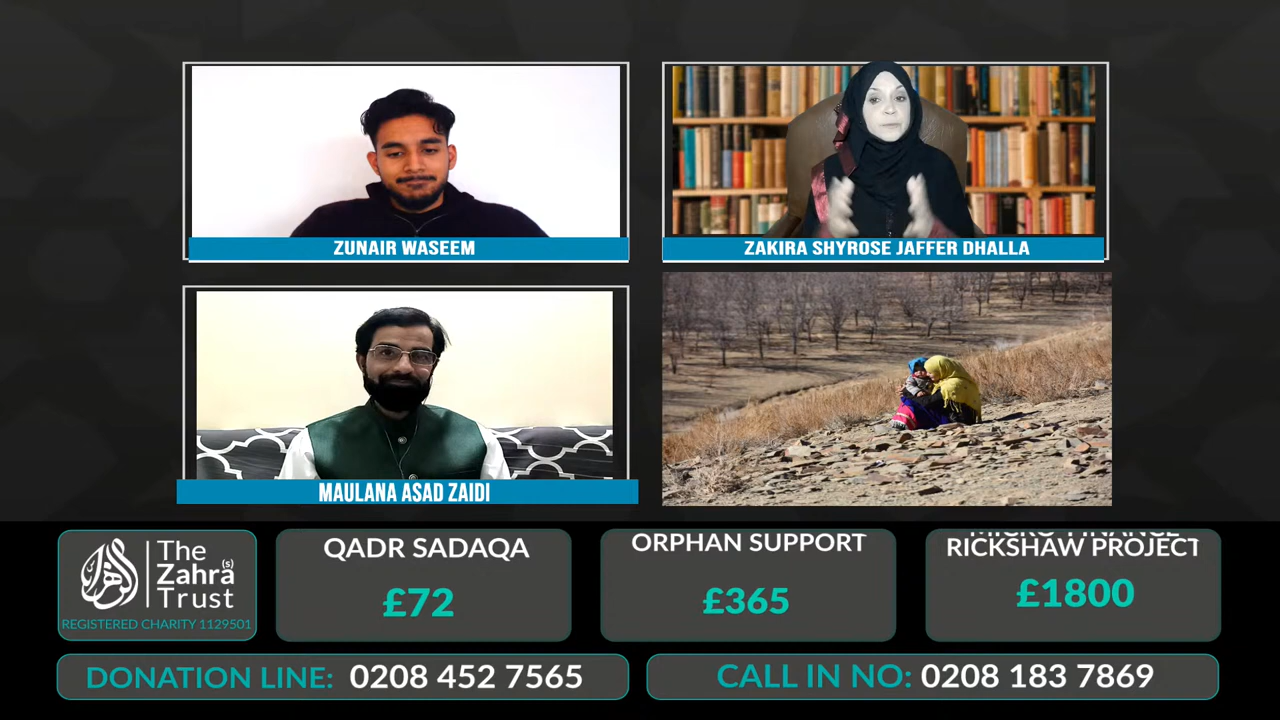 ZUNAIR WASEEM
ZAKIRA SHYROSE JAFFER DHALLA
MAULANA ASAD ZAIDI
The
Zahra
(s)
Trust
REGISTERED CHARITY 1129501
QADR SADAQA
£72
ORPHAN SUPPORT
£365
RICKSHAW PROJECT
£1800
DONATION LINE: 0208 452 7565
CALL IN NO: 0208 183 7869